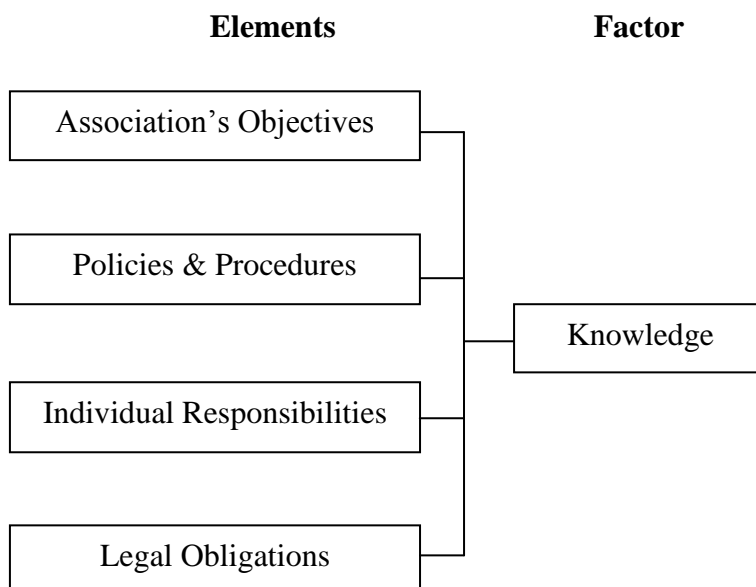 Elements Factor
Association’s Objectives
Policies & Procedures
Knowledge
Individual Responsibilities
Legal Obligations